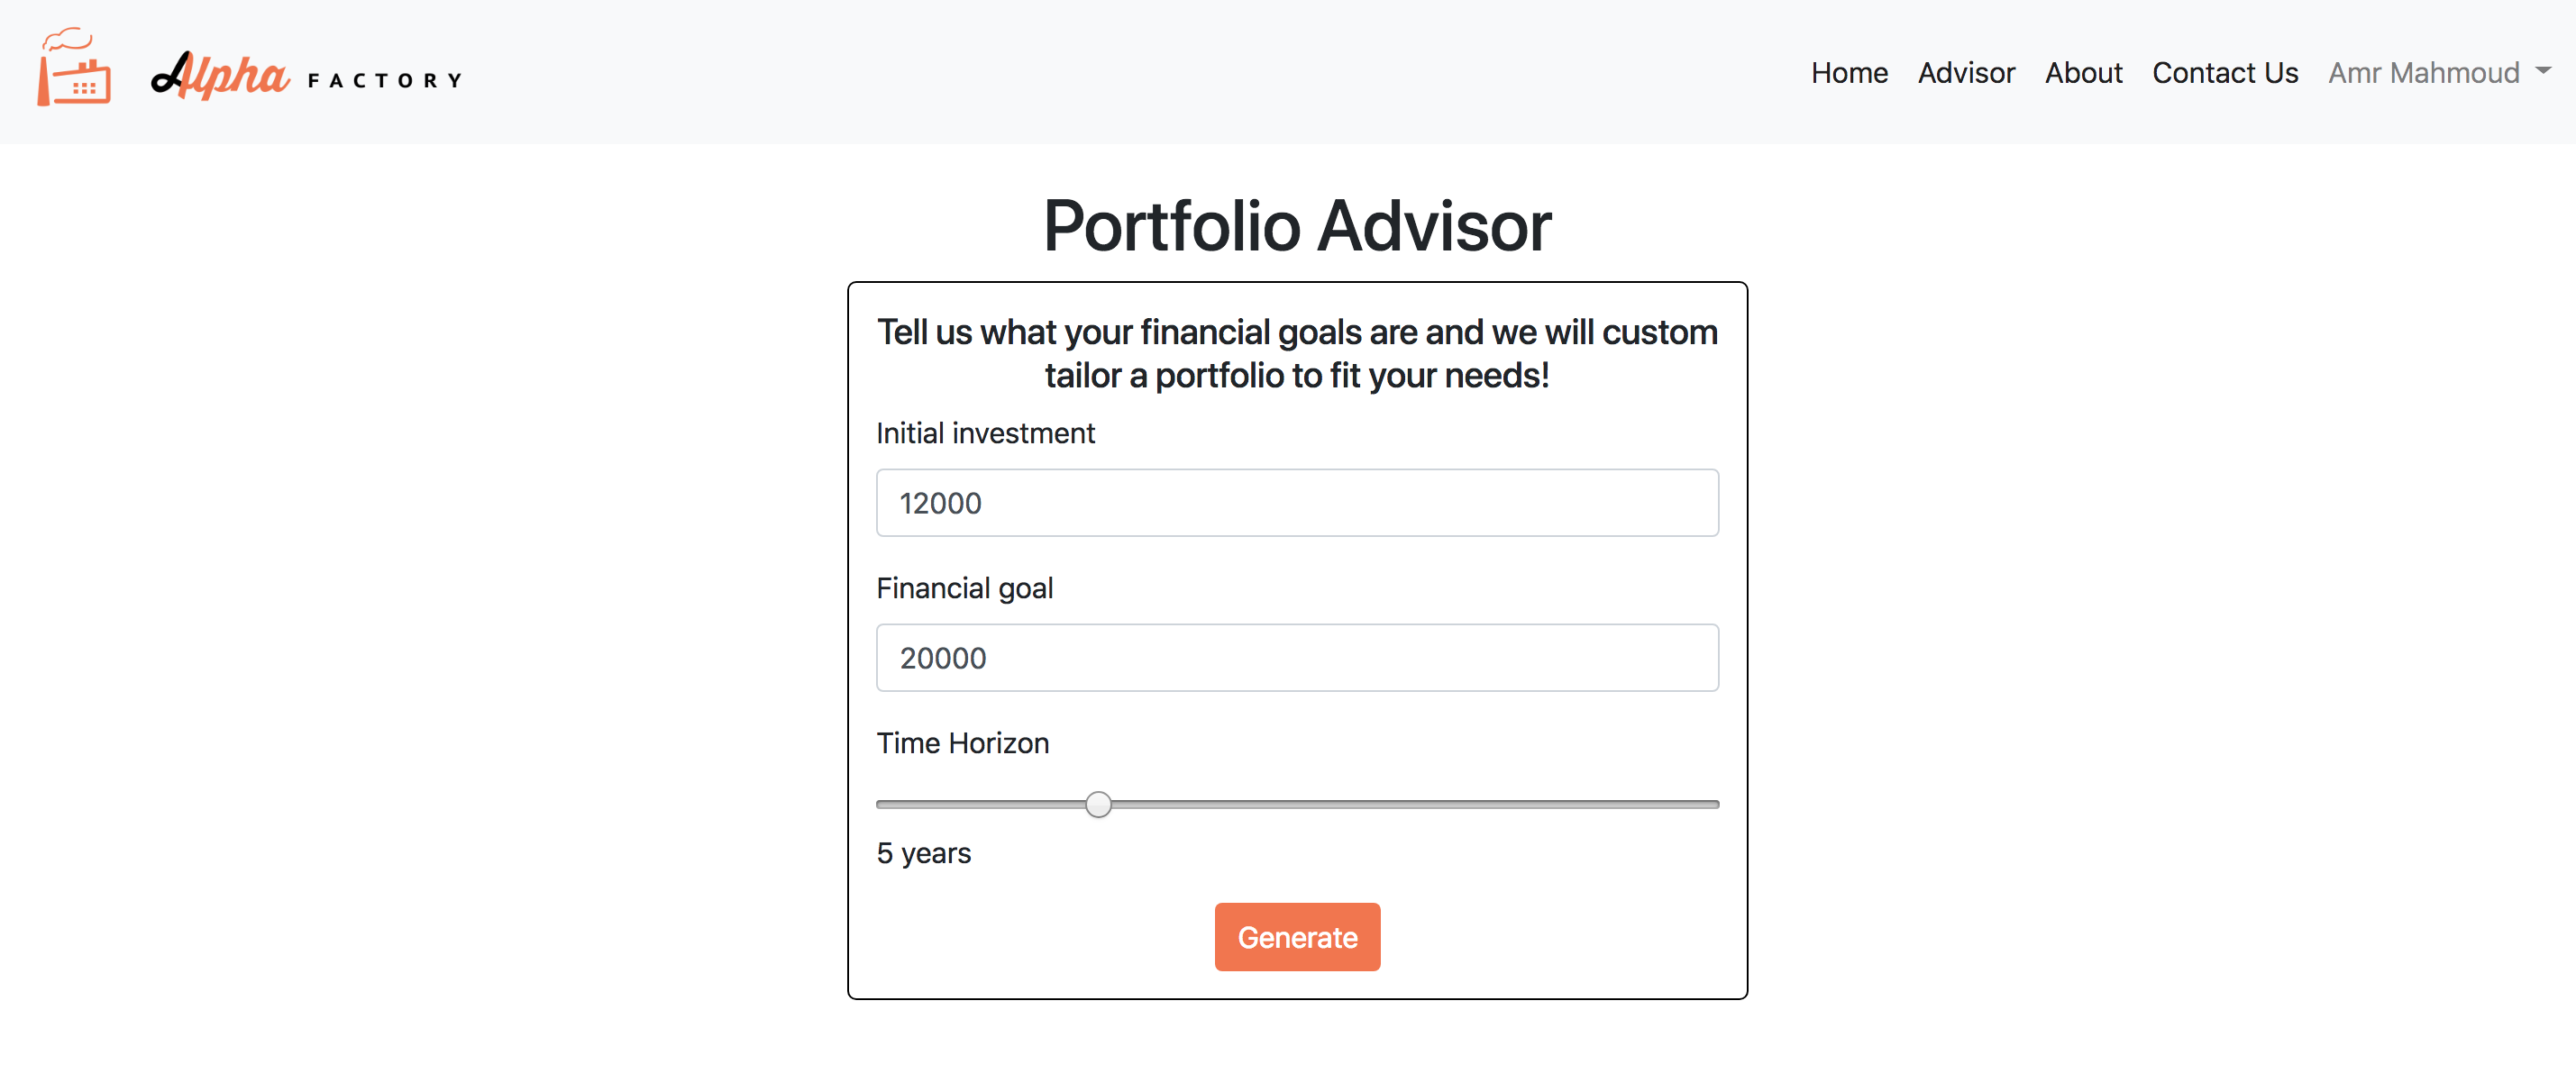 Alpha FACTORY
Home Advisor About Contact Us Amr Mahmoud
Portfolio Advisor
Tell us what your financial goals are and we will custom
tailor a portfolio to fit your needs!
Initial investment
12000
Financial goal
20000
Time Horizon
5 years
Generate